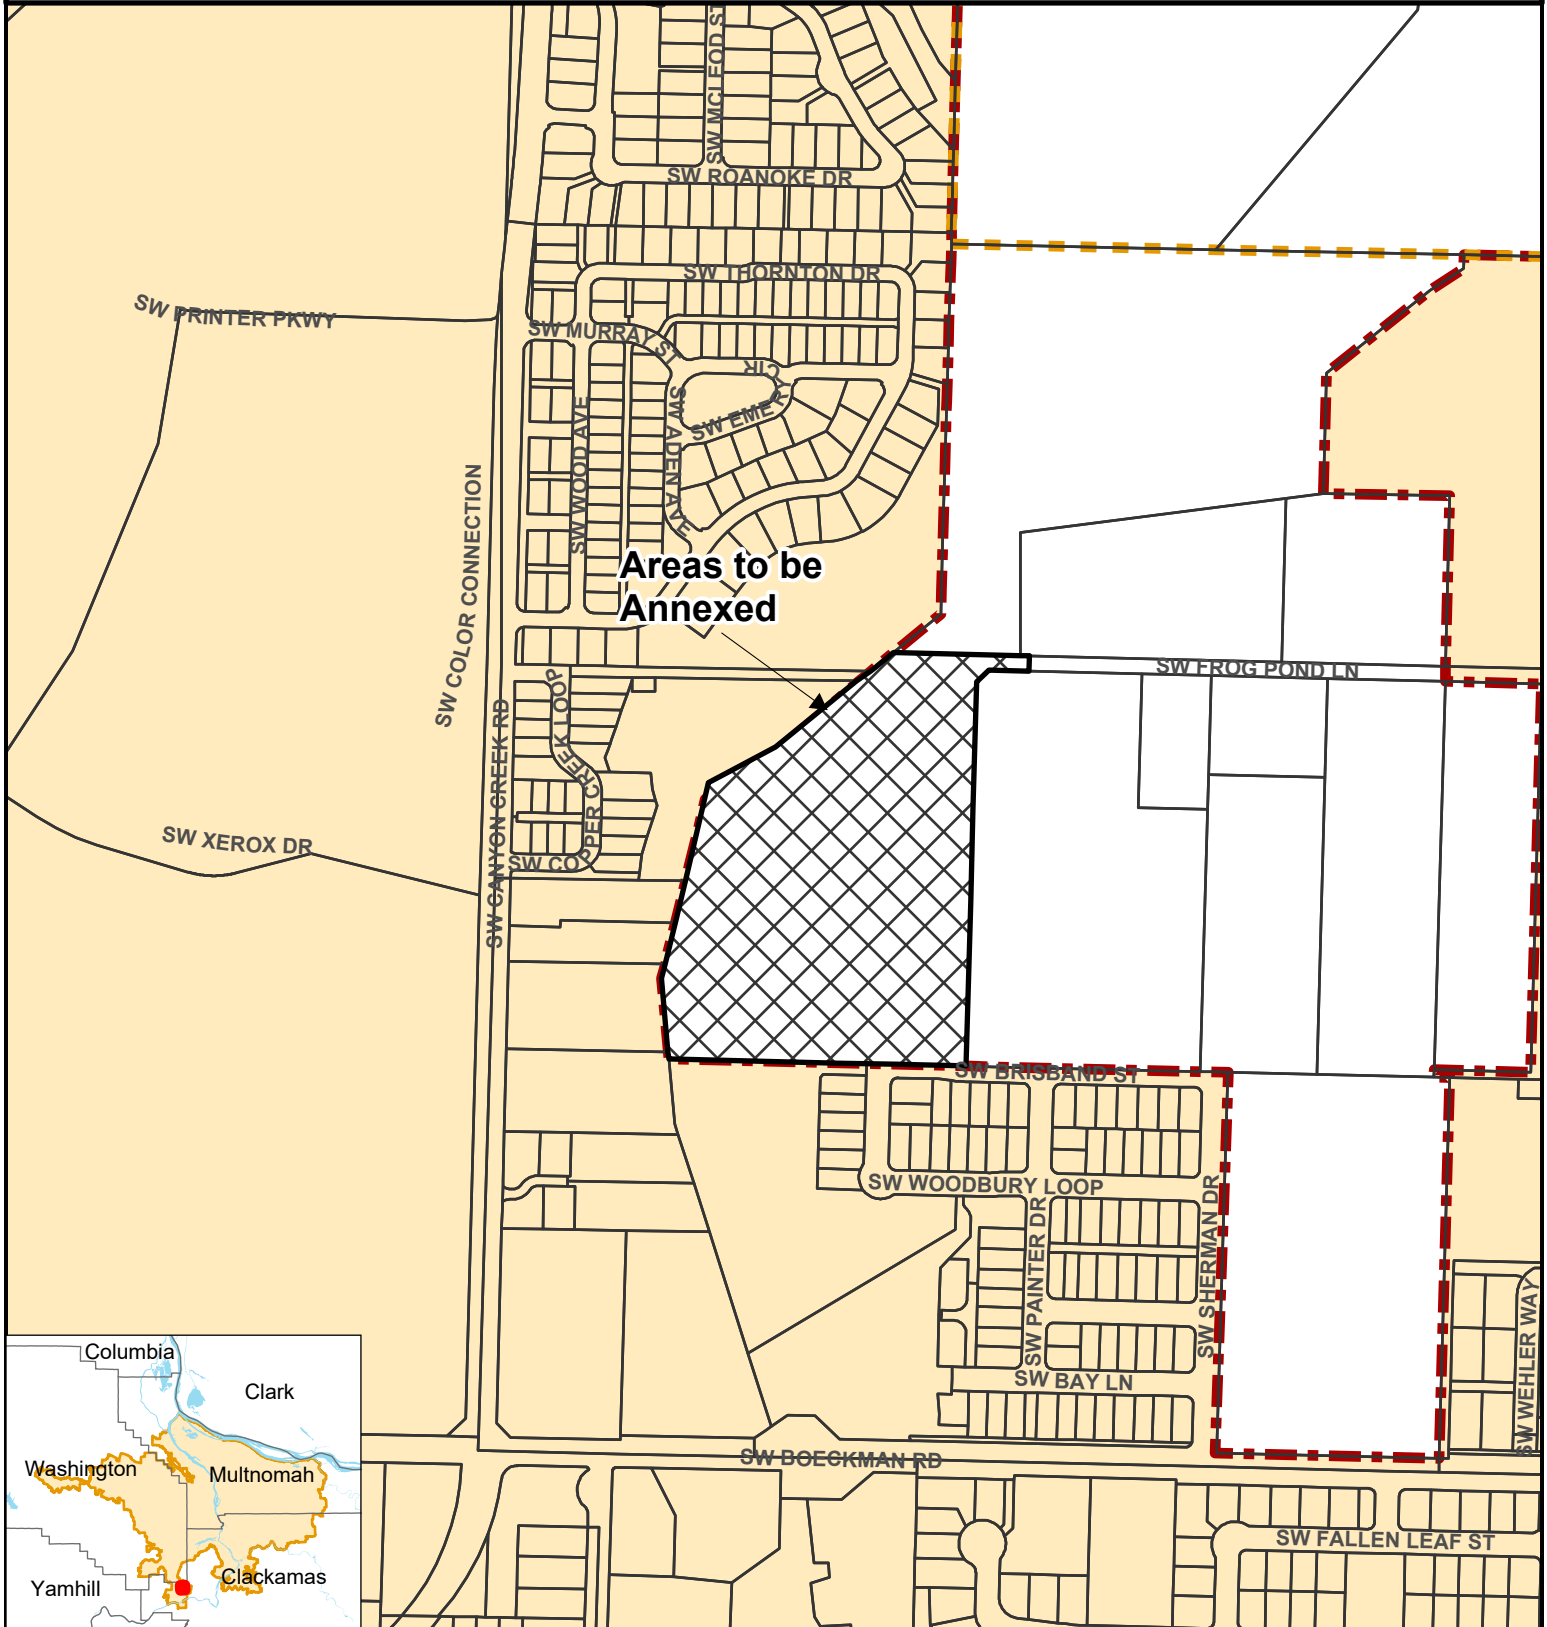 SW MCLEOD ST
SW ROANOKE DR
SW THORNTON DR
SW PRINTER PKWY
SW MURRAY ST
CIR
SW EMERY
SW ADEN AVE
SW WOOD AVE
SW COLOR CONNECTION
Areas to be
Annexed
SW FROG POND LN
SW CANYON CREEK RD
SW COPPER CREEK LOOP
SW XEROX DR
SW BRISBAND ST
SW WOODBURY LOOP
SW PAINTER DR
SW SHERMAN DR
SW BAY LN
SW WEHLER WAY
SW BOECKMAN RD
SW FALLEN LEAF ST
Columbia
Clark
Washington
Multnomah
Yamhill
Clackamas